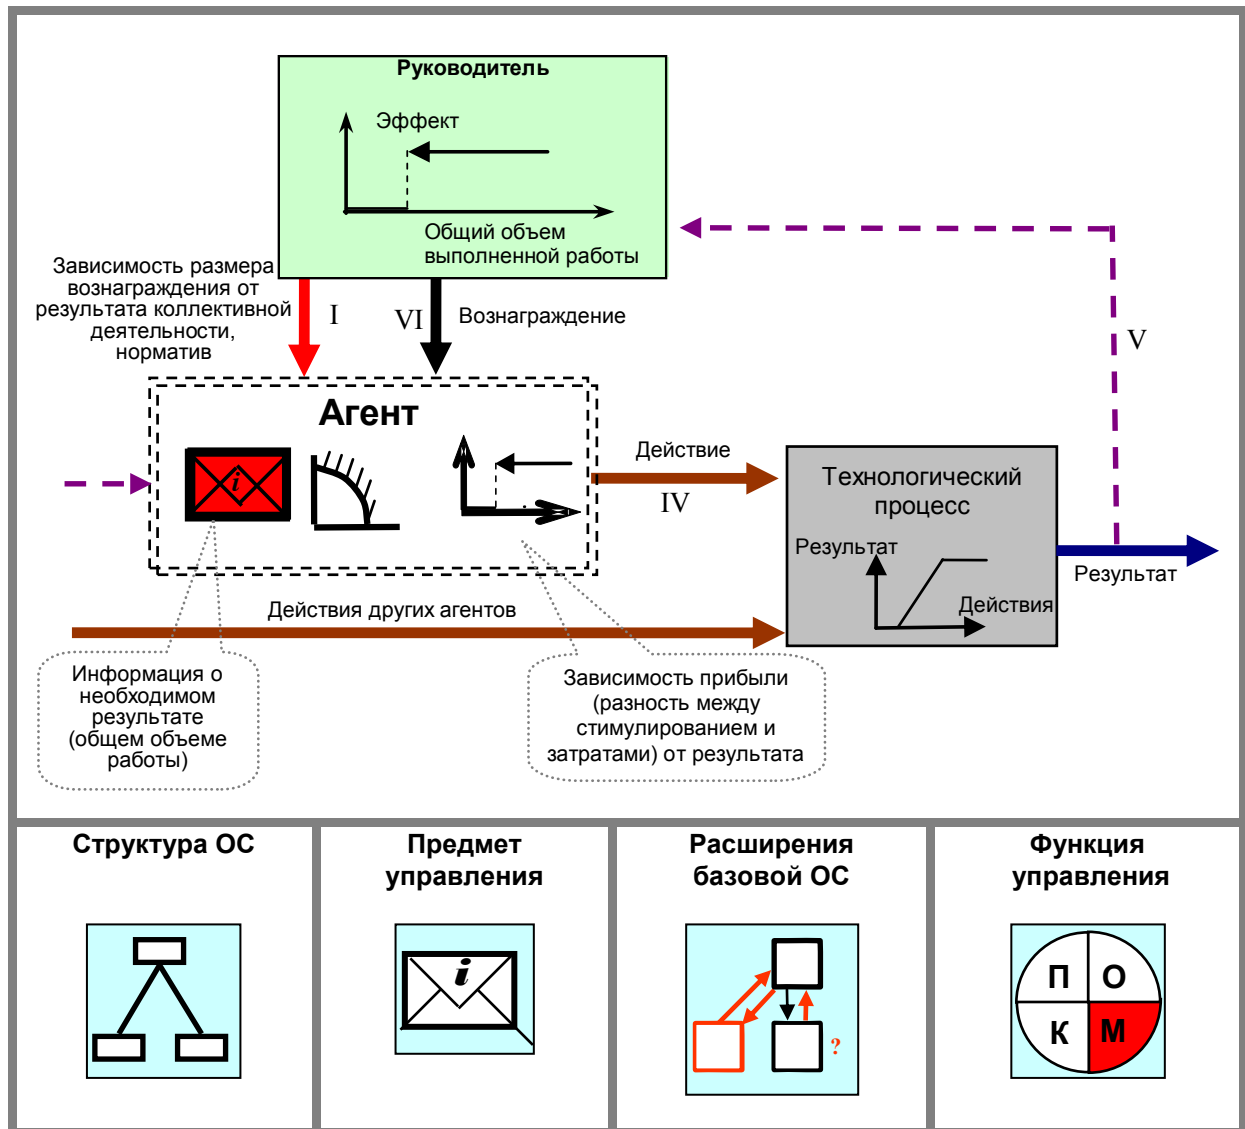 Руководитель
Эффект
Общий объем
выполненной работы
Зависимость размера
вознаграждения от
результата коллективной
деятельности,
норматив
I
VI
Вознаграждение
V
Агент
i
Действие
IV
Технологический
процесс
Результат
Действия
Результат
Действия других агентов
Информация о
необходимом
результате
(общем объеме
работы)
Зависимость прибыли
(разность между
стимулированием и
затратами) от результата
Структура ОС
Предмет
управления
i
Расширения
базовой ОС
?
Функция
управления
П
О
К
М